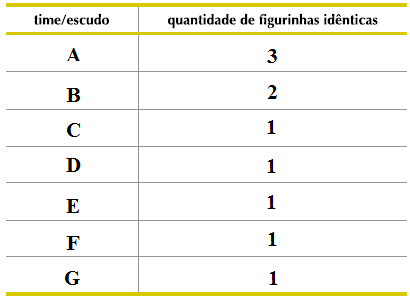 time/escudo quantidade de figurinhas idênticas
A 3
B 2
C 1
D 1
E 1
F 1
G 1